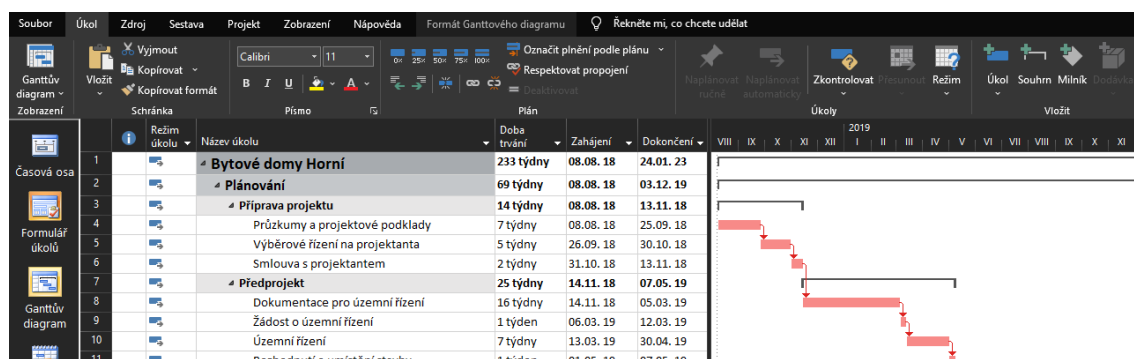 Soubor Úkol Zdroj Sestava Projekt Zobrazení Nápověda Formát Ganttového diagramu Řekněte mi, co chcete udělat
Ganttův diagram
Zobrazení
Vložit
Vyjmout
Kopírovat
Kopírovat formát
Schránka
Calibri 11
B I U A
Písmo
0× 25× 50× 75× 100×
Označit plnění podle plánu
Respektovat propojení
Deaktivovat
Plán
Naplánovat ručně
Naplánovat automaticky
Zkontrolovat
Přesunout
Režim
Úkoly
Úkol Souhrn Milník Dodávka
Vložit
Časová osa
Formulář úkolů
Ganttův diagram
Režim úkolu Název úkolu Doba trvání Zahájení Dokončení
2019
VIII IX X XI XII I II III IV V VI VII VIII IX X XI
1 Bytové domy Horní 233 týdny 08.08. 18 24.01. 23
2 Plánování 69 týdny 08.08. 18 03.12. 19
3 Příprava projektu 14 týdny 08.08. 18 13.11. 18
4 Průzkumy a projektové podklady 7 týdny 08.08. 18 25.09. 18
5 Výběrové řízení na projektanta 5 týdny 26.09. 18 30.10. 18
6 Smlouva s projektantem 2 týdny 31.10. 18 13.11. 18
7 Předprojekt 25 týdny 14.11. 18 07.05. 19
8 Dokumentace pro územní řízení 16 týdny 14.11. 18 05.03. 19
9 Žádost o územní řízení 1 týden 06.03. 19 12.03. 19
10 Územní řízení 7 týdny 13.03. 19 30.04. 19